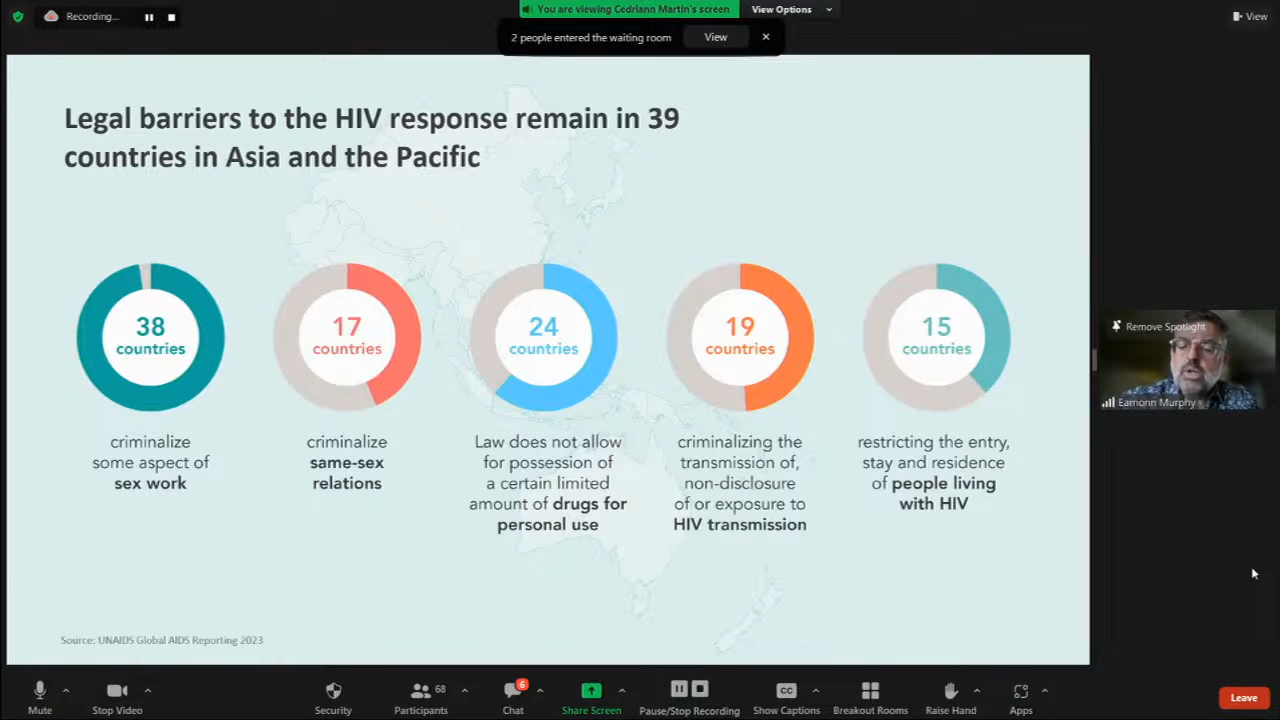 Recording...
You are viewing Cedriann Martin's screen
View Options
View
2 people entered the waiting room
View
Legal barriers to the HIV response remain in 39
countries in Asia and the Pacific
38
countries
17
countries
24
countries
19
countries
15
countries
criminalize
some aspect of
sex work
criminalize
same-sex
relations
Law does not allow
for possession of
a certain limited
amount of drugs for
personal use
criminalizing the
transmission of,
non-disclosure
of or exposure to
HIV transmission
restricting the entry,
stay and residence
of people living
with HIV
Remove Spotlight
Eamonn Murphy
Source: UNAIDS Global AIDS Reporting 2023
Mute
Stop Video
Security
68
Participants
6
Chat
Share Screen
Pause/Stop Recording
CC
Show Captions
Breakout Rooms
Raise Hand
Apps
Leave